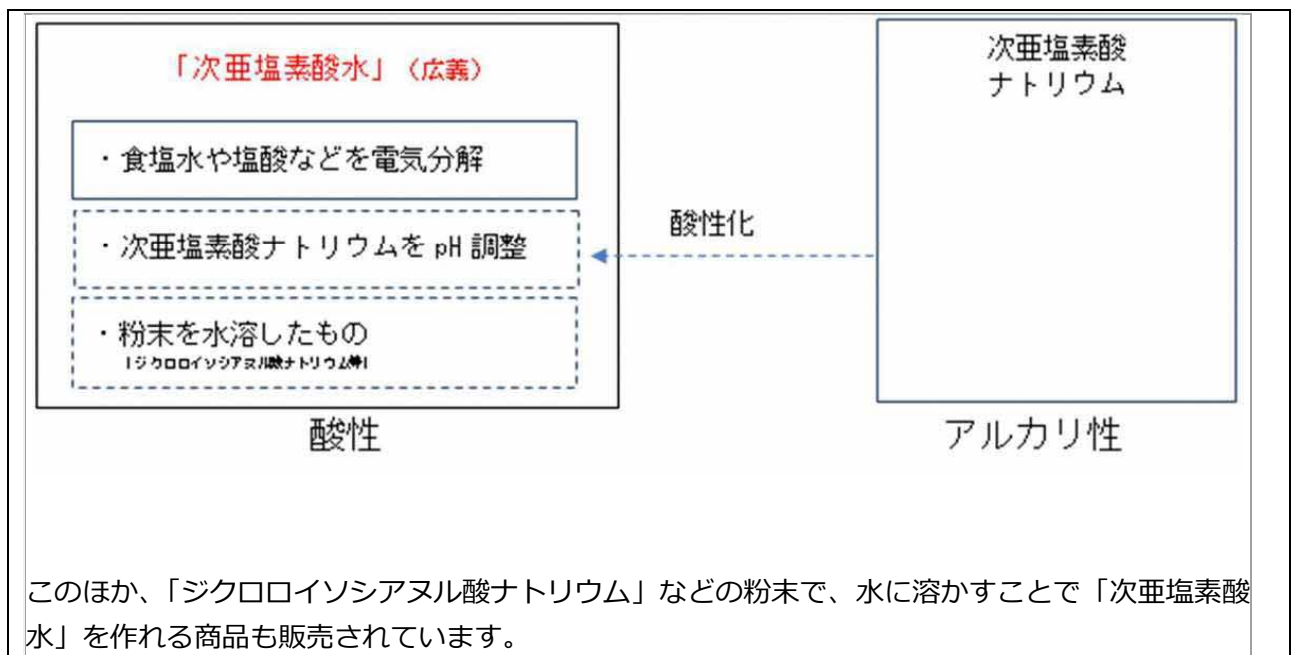 「次亜塩素酸水」（広義）
・食塩水や塩酸などを電気分解
・次亜塩素酸ナトリウムを pH 調整
・粉末を水溶したもの
（ジクロロイソシアヌル酸ナトリウム等）
酸性
酸性化
次亜塩素酸
ナトリウム
アルカリ性
このほか、「ジクロロイソシアヌル酸ナトリウム」などの粉末で、水に溶かすことで「次亜塩素酸
水」を作れる商品も販売されています。